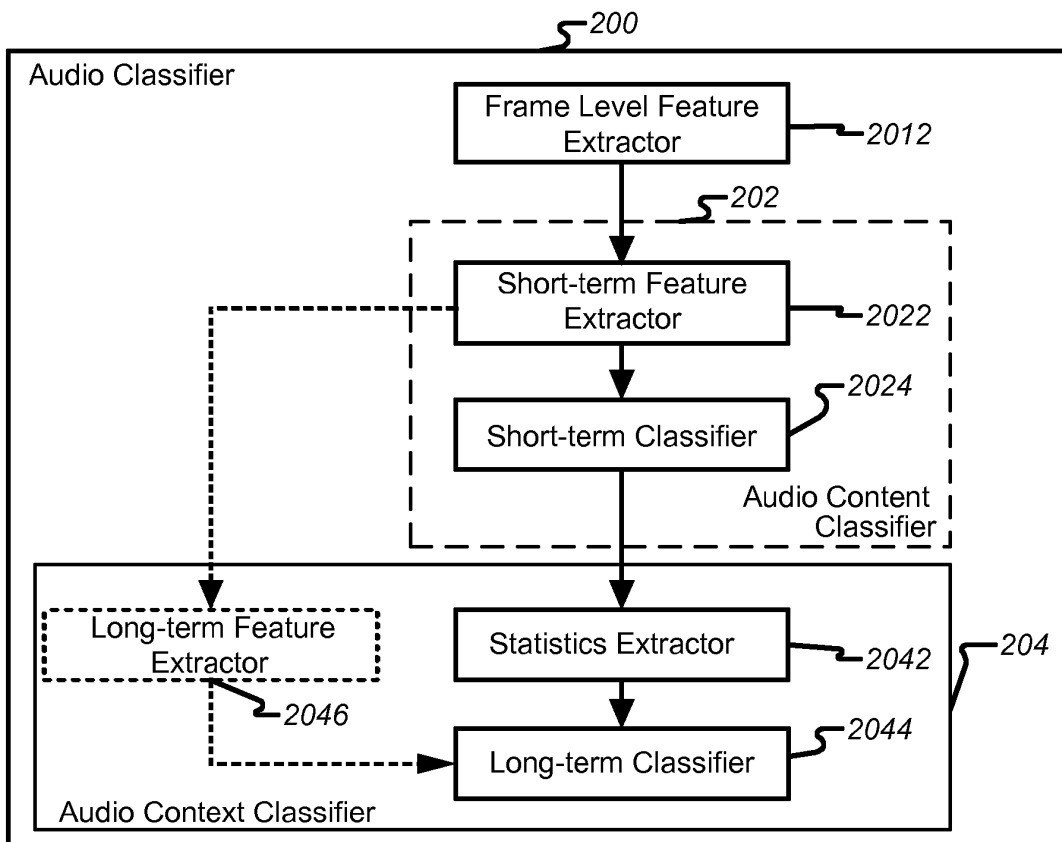 200
Audio Classifier
Frame Level Feature
Extractor
2012
202
Short-term Feature
Extractor
2022
2024
Short-term Classifier
Audio Content
Classifier
Long-term Feature
Extractor
2046
Statistics Extractor
2042
204
2044
Long-term Classifier
Audio Context Classifier